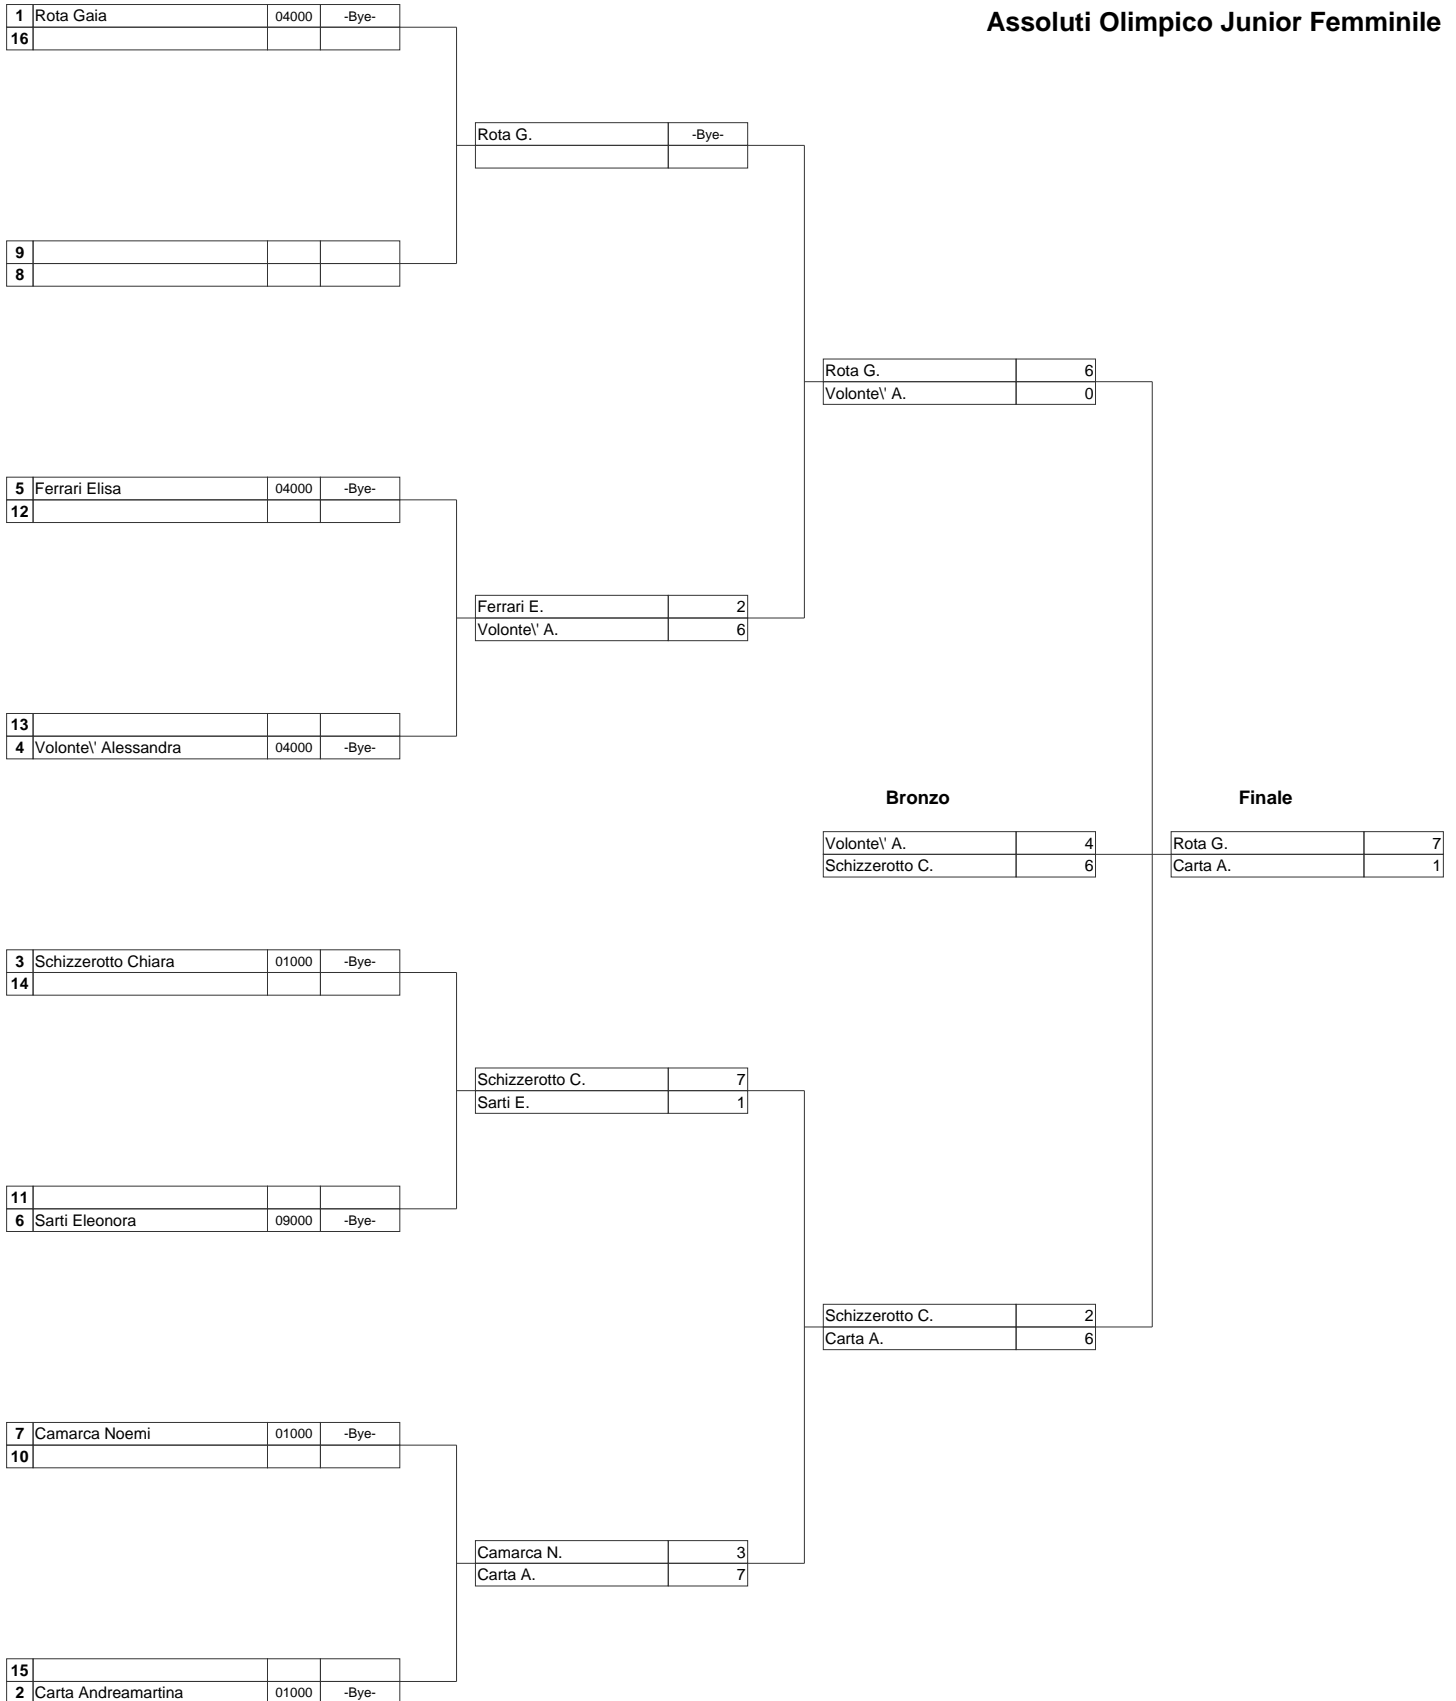 Assoluti Olimpico Junior Femminile
1 Rota Gaia 04000 -Bye-
16
Rota G. -Bye-
9
8
Rota G. 6
Volonte\' A. 0
5 Ferrari Elisa 04000 -Bye-
12
Ferrari E. 2
Volonte\' A. 6
13
4 Volonte\' Alessandra 04000 -Bye-
Bronzo Finale
Volonte\' A. 4 Rota G. 7
Schizzerotto C. 6 Carta A. 1
3 Schizzerotto Chiara 01000 -Bye-
14
Schizzerotto C. 7
Sarti E. 1
11
6 Sarti Eleonora 09000 -Bye-
Schizzerotto C. 2
Carta A. 6
7 Camarca Noemi 01000 -Bye-
10
Camarca N. 3
Carta A. 7
15
2 Carta Andreamartina 01000 -Bye-